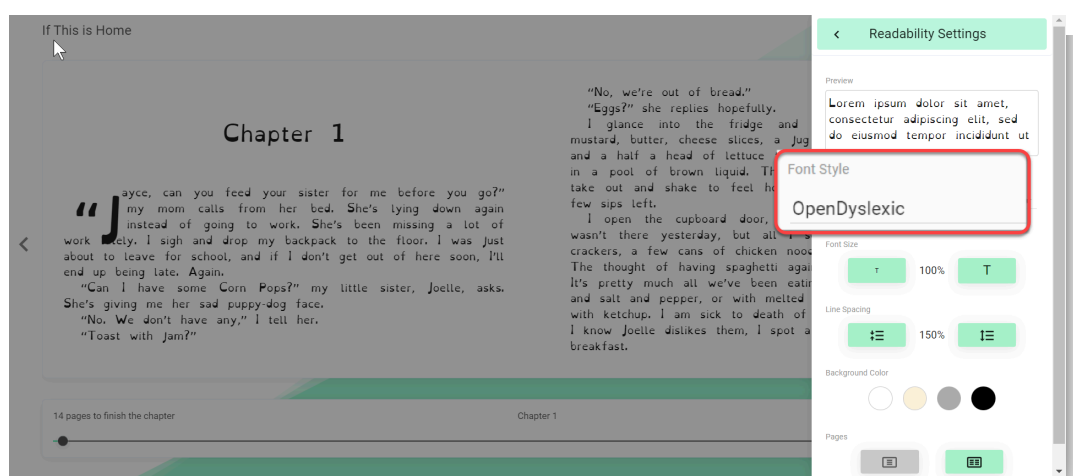 If This is Home
Chapter 1
“Jayce, can you feed your sister for me before you go?”
my mom calls from her bed. She’s lying down again
instead of going to work. She’s been missing a lot of
work lately. I sigh and drop my backpack to the floor. I was just
about to leave for school, and if I don’t get out of here soon, I’ll
end up being late. Again.
“Can I have some Corn Pops?” my little sister, Joelle, asks.
She’s giving me her sad puppy-dog face.
“No. We don’t have any,” I tell her.
“Toast with jam?”
“No, we’re out of bread.”
“Eggs?” she replies hopefully.
I glance into the fridge and
mustard, butter, cheese slices, a jug
and a half a head of lettuce
in a pool of brown liquid.
take out and shake to feel
few sips left.
I open the cupboard door,
wasn’t there yesterday, but all I
crackers, a few cans of chicken
The thought of having spaghetti
It’s pretty much all we’ve been
and salt and pepper, or with melted
with ketchup. I am sick to death of
I know Joelle dislikes them, I spot a
breakfast.
14 pages to finish the chapter
Chapter 1
Readability Settings
Preview
Lorem ipsum dolor sit amet,
consectetur adipiscing elit, sed
do eiusmod tempor incididunt ut
Font Style
OpenDyslexic
Font Size
T 100% T
Line Spacing
150%
Background Color
Pages